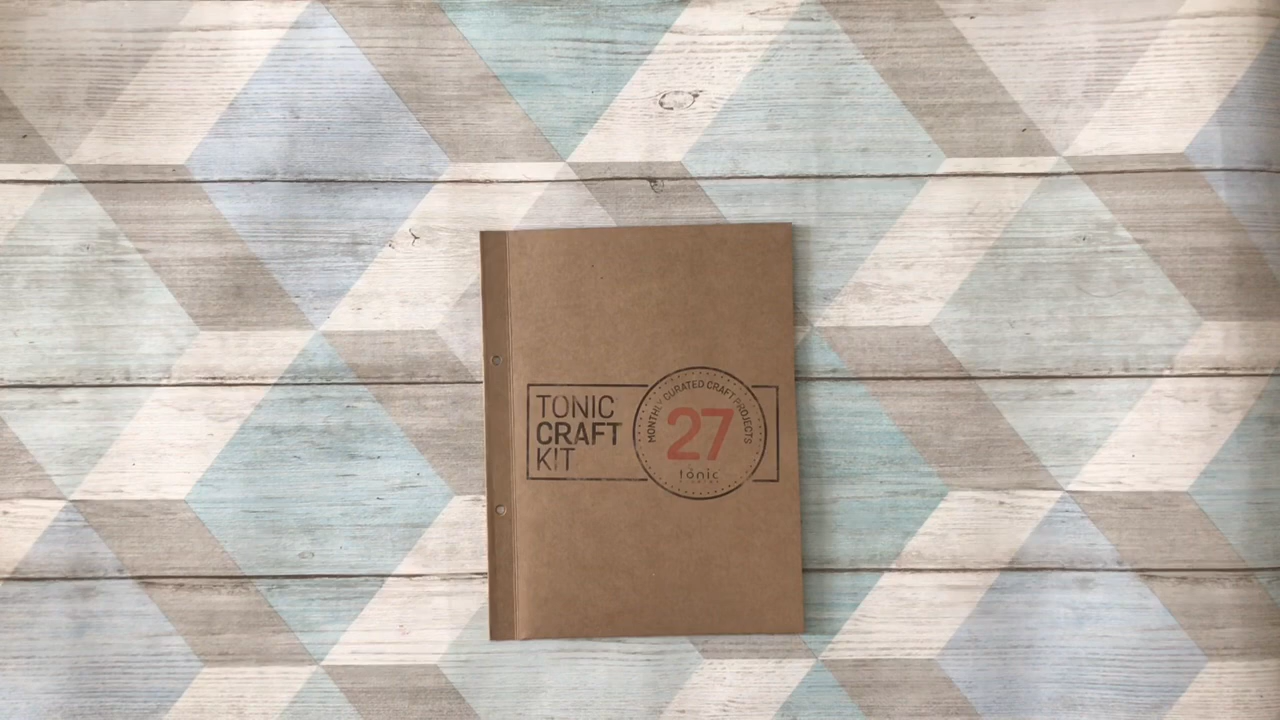 TONIC
CRAFT
KIT
MONTHLY CURATED CRAFT PROJECTS
27
tonic